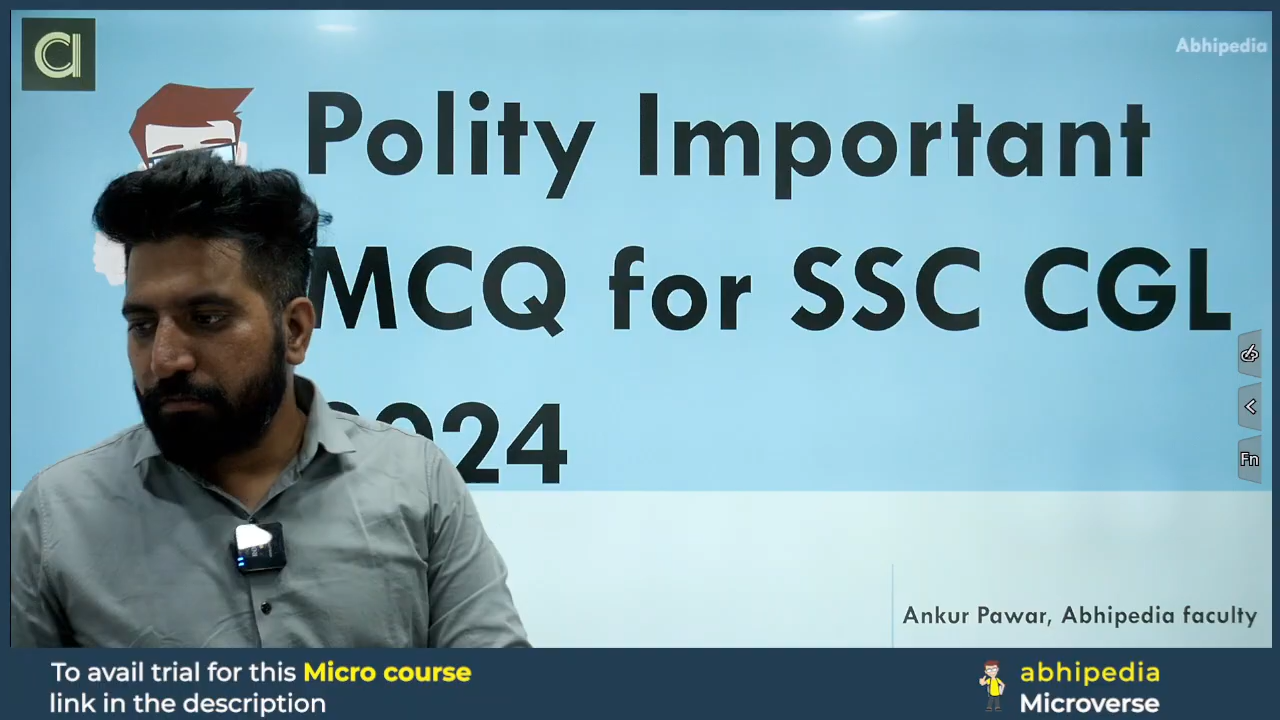 Abhipedia
Polity Important
MCQ for SSC CGL
2024
Fn
Ankur Pawar, Abhipedia faculty
To avail trial for this Micro course
link in the description
abhipedia
Microverse